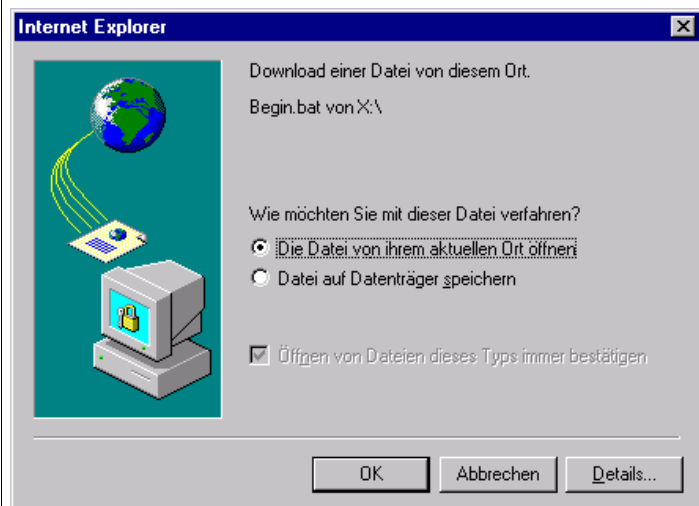 Internet Explorer
Download einer Datei von diesem Ort.
Begin.bat von X:\
Wie möchten Sie mit dieser Datei verfahren?
Die Datei von ihrem aktuellen Ort öffnen
Datei auf Datenträger speichern
Öffnen von Dateien dieses Typs immer bestätigen
OK
Abbrechen
Details...